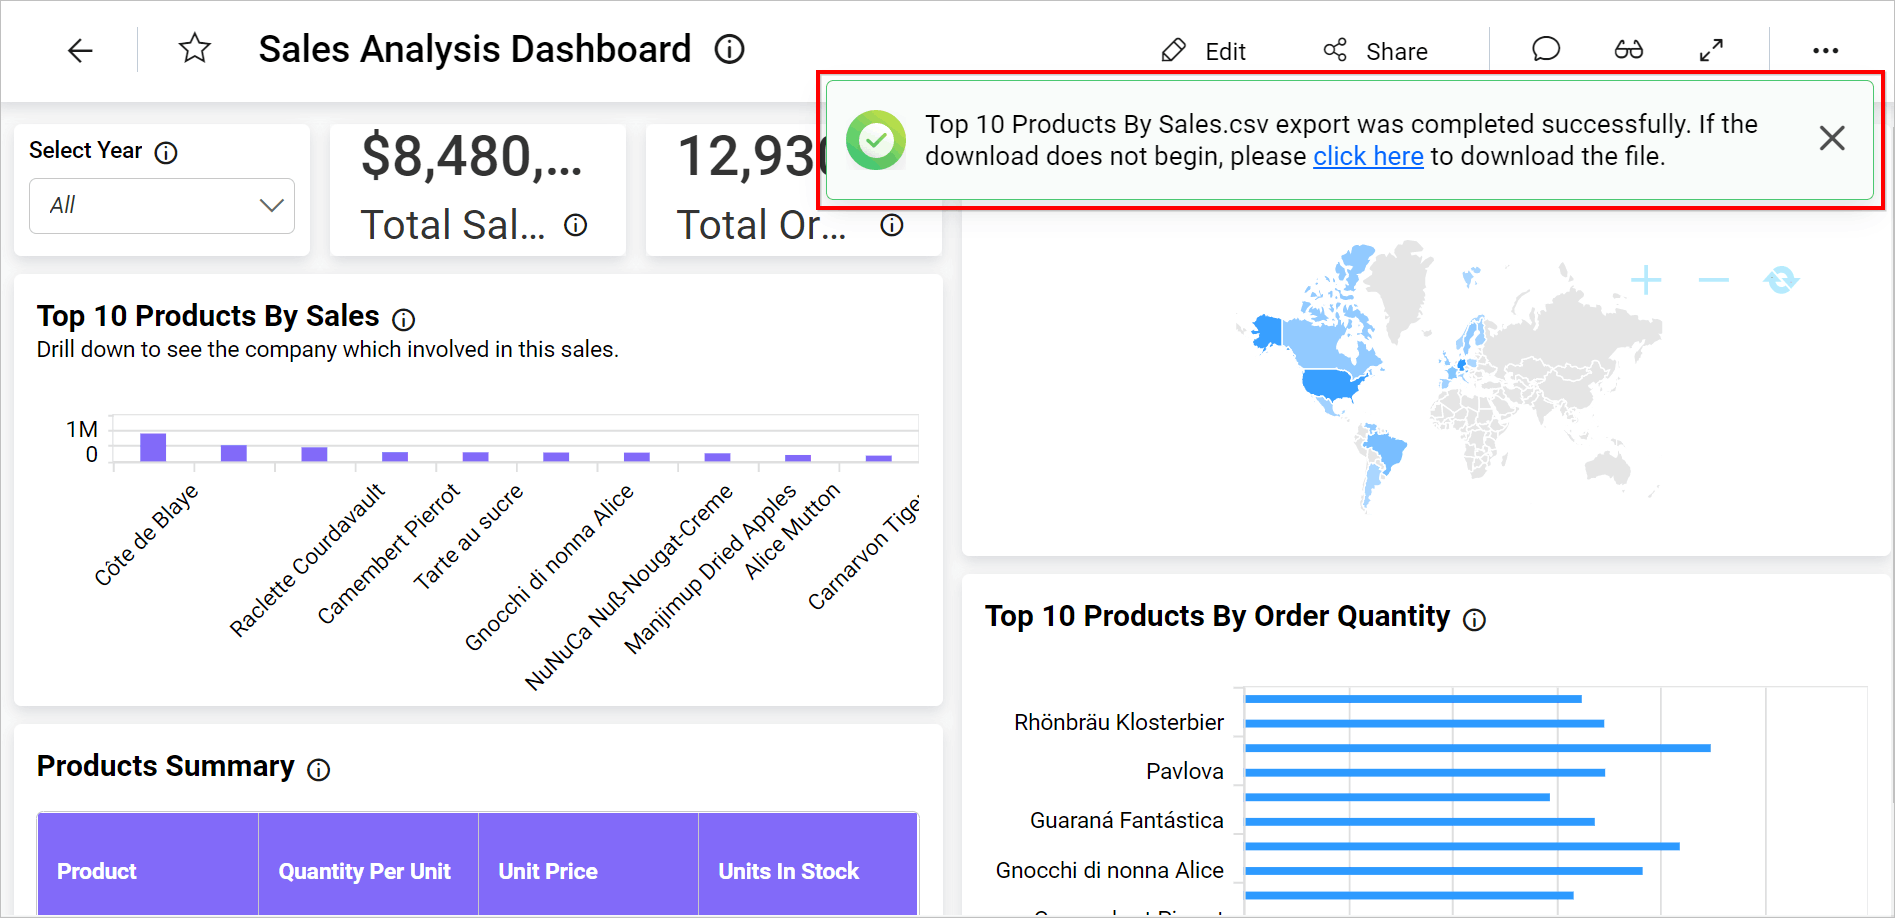 Sales Analysis Dashboard
Edit
Share
Top 10 Products By Sales.csv export was completed successfully. If the
download does not begin, please click here to download the file.
Select Year
All
$8,480,...
Total Sal...
12,930
Total Or...
Top 10 Products By Sales
Drill down to see the company which involved in this sales.
1M
0
Côte de Blaye
Raclette Courdavault
Camembert Pierrot
Tarte au sucre
Gnocchi di nonna Alice
NuNuCa Nuß-Nougat-Creme
Manjimup Dried Apples
Alice Mutton
Carnarvon Tige
Top 10 Products By Order Quantity
Rhönbräu Klosterbier
Pavlova
Guaraná Fantástica
Gnocchi di nonna Alice
Products Summary
Product
Quantity Per Unit
Unit Price
Units In Stock